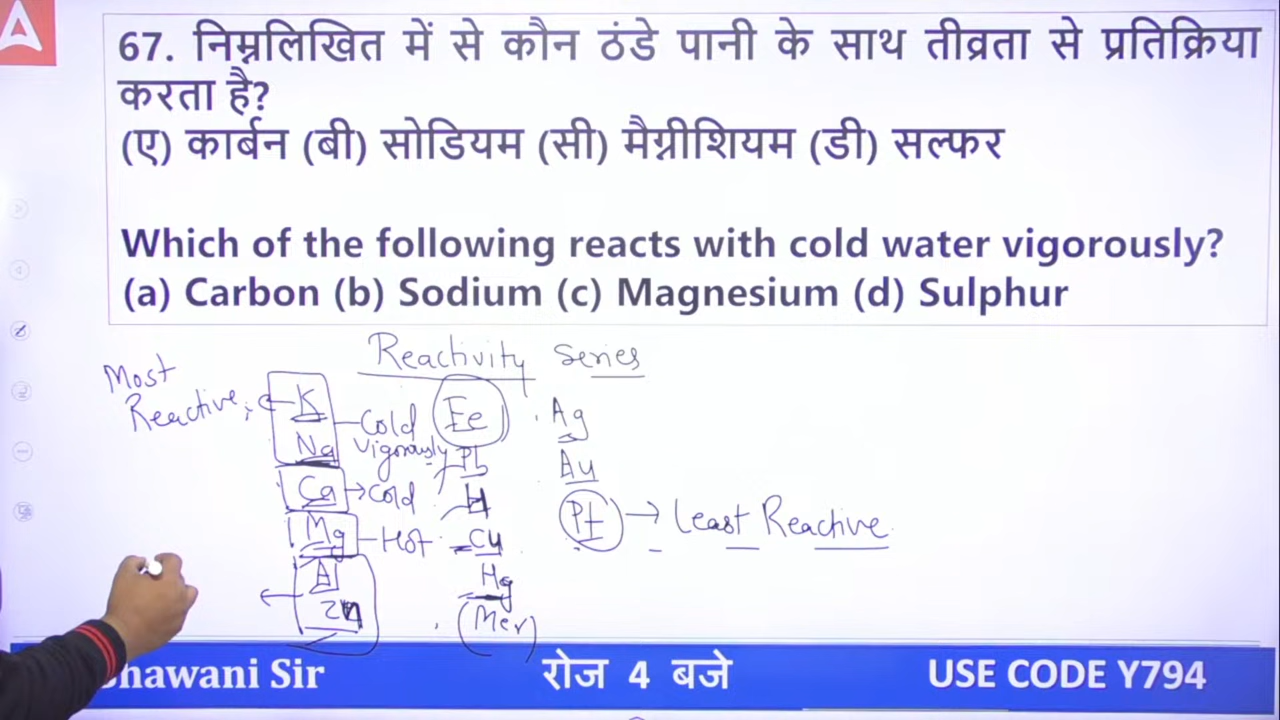 67. निम्नलिखित में से कौन ठंडे पानी के साथ तीव्रता से प्रतिक्रिया
करता है?
(ए) कार्बन (बी) सोडियम (सी) मैग्नीशियम (डी) सल्फर
Which of the following reacts with cold water vigorously?
(a) Carbon (b) Sodium (c) Magnesium (d) Sulphur
Reactivity Series
Most
Reactive
K
Na
Cold
Vigorously
Ca → Cold
Mg - Hot
Al
Zn
Fe
Pb
H
Cu
Hg
(Mer)
Ag
Au
Pt → Least Reactive
Bhawani Sir
रोज 4 बजे
USE CODE Y794